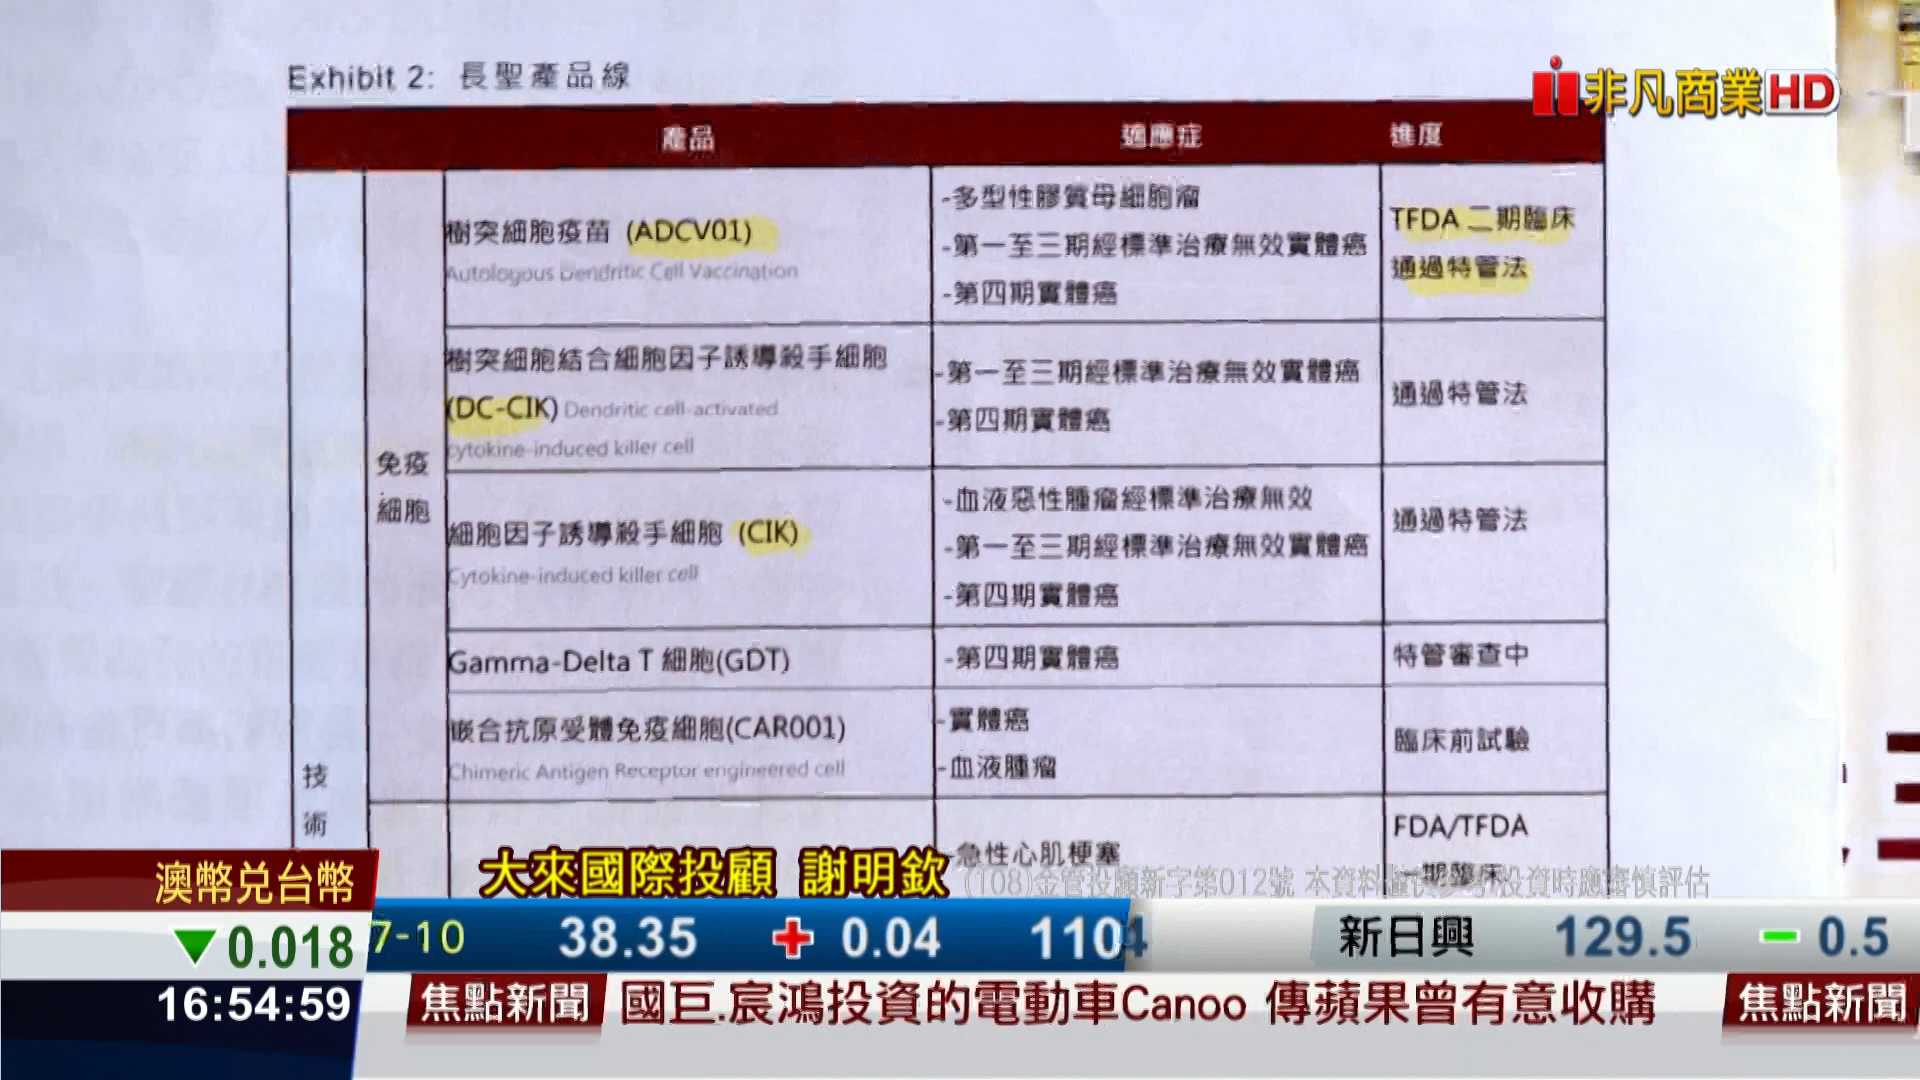 Exhibit 2: 長聖產品線
非凡商業HD
產品 適應症 進度
技術
免疫細胞
樹突細胞疫苗 (ADCV01)
Autologous Dendritic Cell Vaccination
-多型性膠質母細胞瘤
-第一至三期經標準治療無效實體癌
-第四期實體癌
TFDA 二期臨床
通過特管法
樹突細胞結合細胞因子誘導殺手細胞
(DC-CIK) Dendritic cell-activated
cytokine-induced killer cell
-第一至三期經標準治療無效實體癌
-第四期實體癌
通過特管法
細胞因子誘導殺手細胞 (CIK)
Cytokine-induced killer cell
-血液惡性腫瘤經標準治療無效
-第一至三期經標準治療無效實體癌
-第四期實體癌
通過特管法
Gamma-Delta T 細胞(GDT)
-第四期實體癌
特管審查中
嵌合抗原受體免疫細胞(CAR001)
Chimeric Antigen Receptor engineered cell
-實體癌
-血液腫瘤
臨床前試驗
-急性心肌梗塞
FDA/TFDA
大來國際投顧 謝明欽
(108)金管投顧新字第012號 本資料僅供參考 投資時應審慎評估
澳幣兌台幣
▼0.018
7-10 38.35 + 0.04 1104
新日興 129.5 - 0.5
16:54:59
焦點新聞 國巨.宸鴻投資的電動車Canoo 傳蘋果曾有意收購 焦點新聞